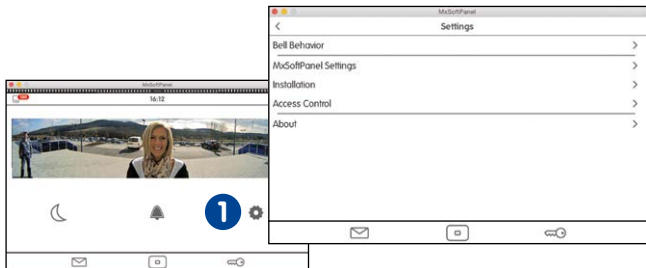 MxSoftPanel
Settings
Bell Behavior
MxSoftPanel Settings
Installation
Access Control
About
MxSoftPanel
16:12
1